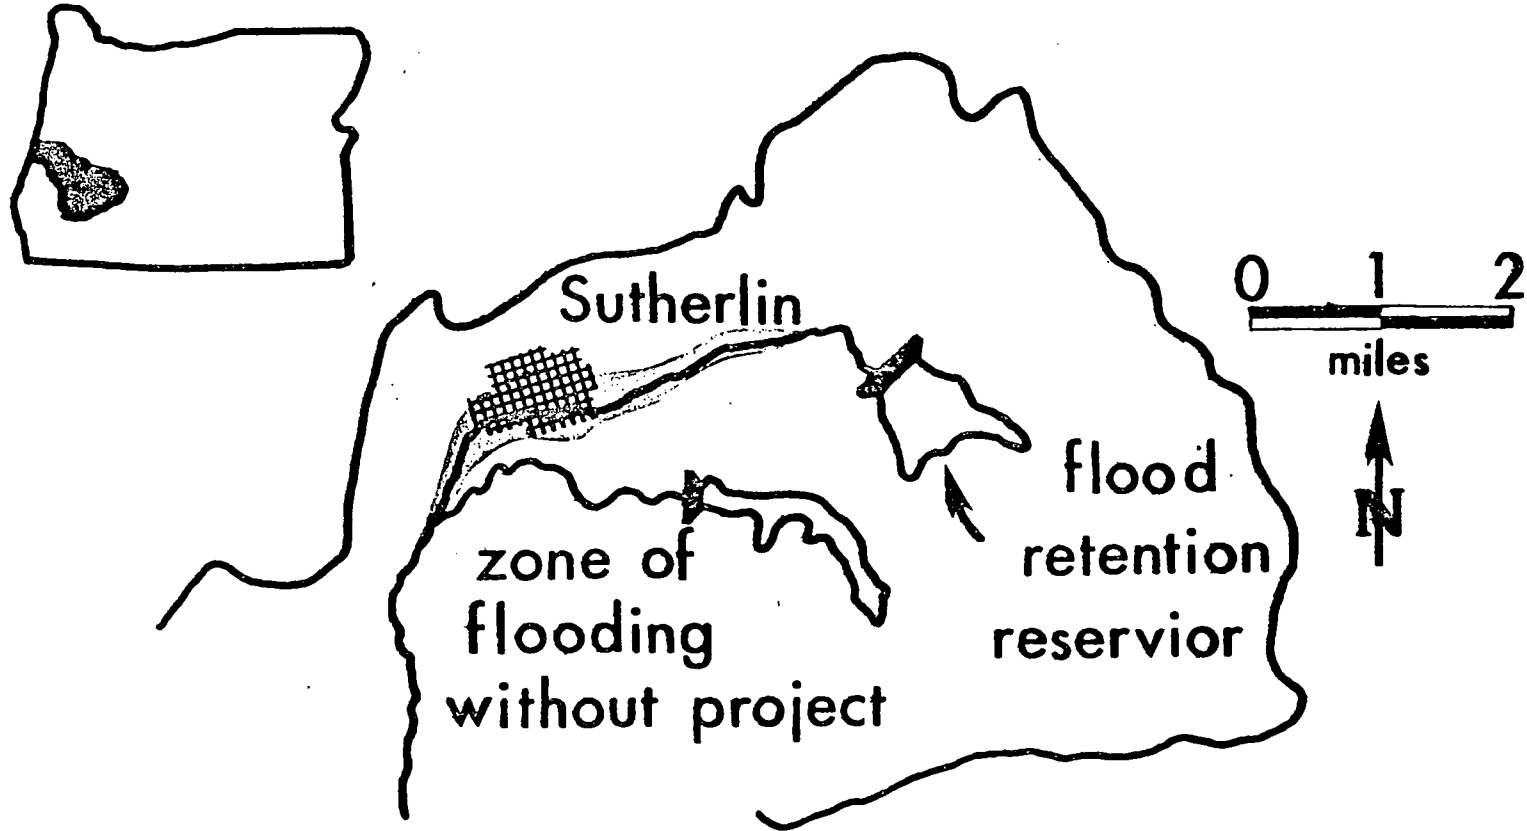 Sutherlin
0 1 2
miles
N
flood
retention
reservior
zone of
flooding
without project